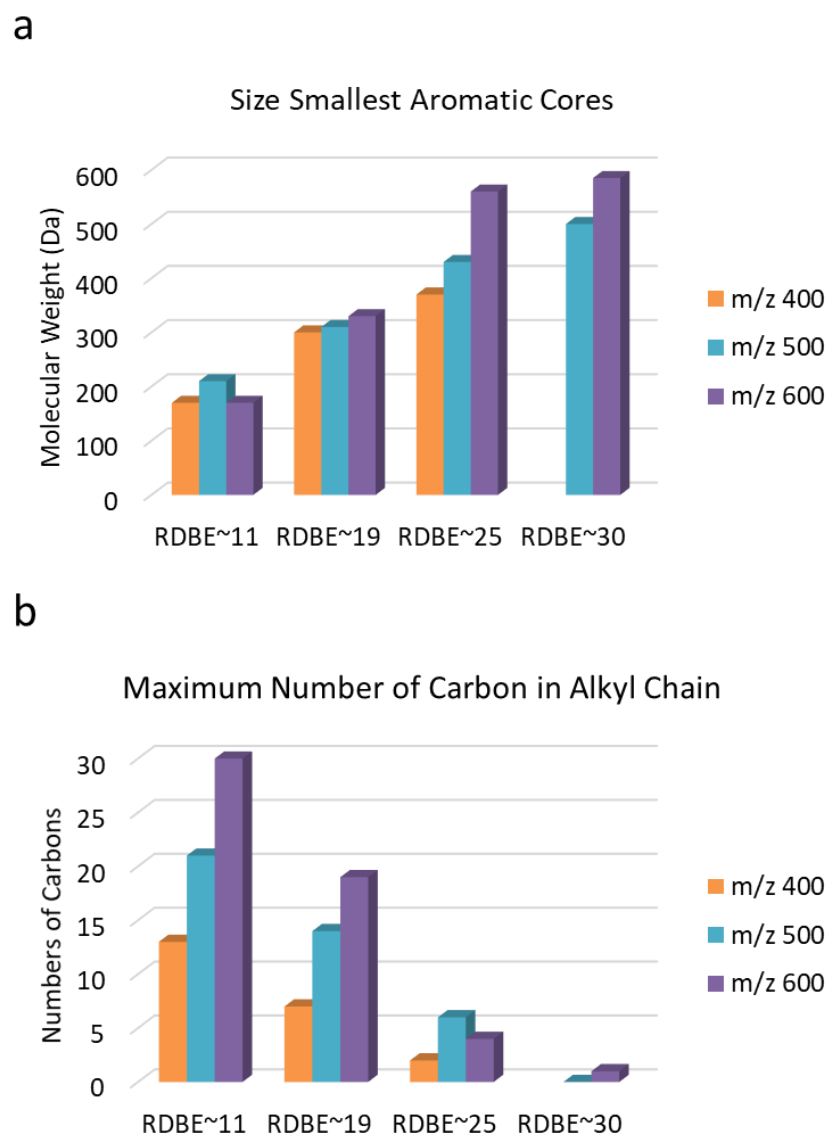 a
Size Smallest Aromatic Cores
Molecular Weight (Da)
600
500
400
300
200
100
0
RDBE~11 RDBE~19 RDBE~25 RDBE~30
m/z 400
m/z 500
m/z 600
b
Maximum Number of Carbon in Alkyl Chain
Numbers of Carbons
30
25
20
15
10
5
0
RDBE~11 RDBE~19 RDBE~25 RDBE~30
m/z 400
m/z 500
m/z 600